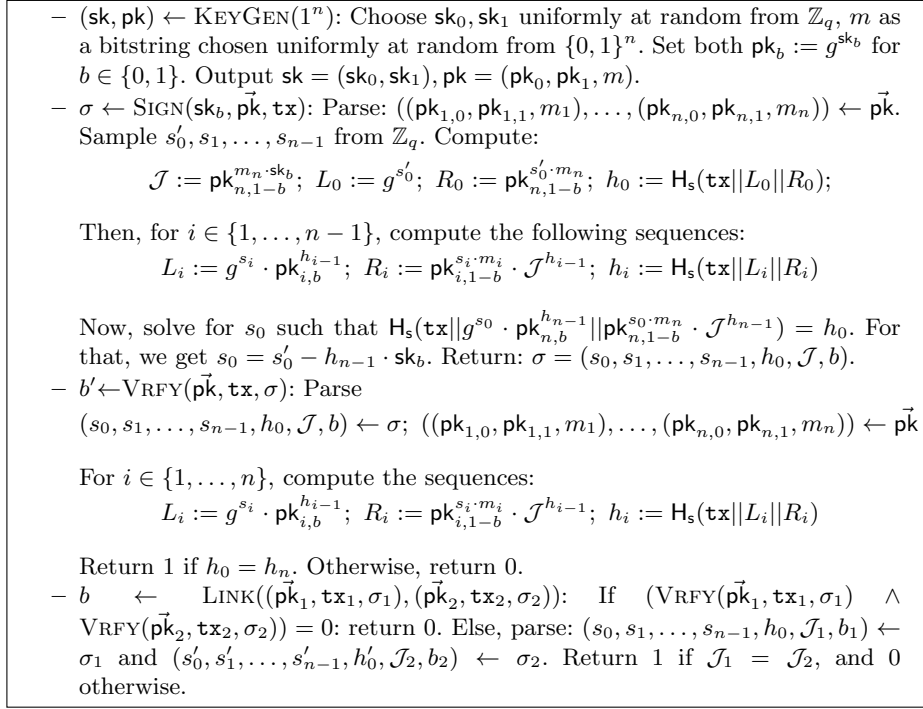 – (sk, pk) ← KEYGEN(1^n): Choose sk_0, sk_1 uniformly at random from ℤ_q, m as
a bitstring chosen uniformly at random from {0, 1}^n. Set both pk_b := g^{sk_b} for
b ∈ {0, 1}. Output sk = (sk_0, sk_1), pk = (pk_0, pk_1, m).
– σ ← SIGN(sk_b, \vec{pk}, tx): Parse: ((pk_{1,0}, pk_{1,1}, m_1), . . . , (pk_{n,0}, pk_{n,1}, m_n)) ← \vec{pk}.
Sample s'_0, s_1, . . . , s_{n−1} from ℤ_q. Compute:
𝒥 := pk_{n,1−b}^{m_n·sk_b}; L_0 := g^{s'_0}; R_0 := pk_{n,1−b}^{s'_0·m_n}; h_0 := H_s(tx||L_0||R_0);
Then, for i ∈ {1, . . . , n − 1}, compute the following sequences:
L_i := g^{s_i} · pk_{i,b}^{h_{i−1}}; R_i := pk_{i,1−b}^{s_i·m_i} · 𝒥^{h_{i−1}}; h_i := H_s(tx||L_i||R_i)
Now, solve for s_0 such that H_s(tx||g^{s_0} · pk_{n,b}^{h_{n−1}}||pk_{n,1−b}^{s_0·m_n} · 𝒥^{h_{n−1}}) = h_0. For
that, we get s_0 = s'_0 − h_{n−1} · sk_b. Return: σ = (s_0, s_1, . . . , s_{n−1}, h_0, 𝒥, b).
– b'←VRFY(\vec{pk}, tx, σ): Parse
(s_0, s_1, . . . , s_{n−1}, h_0, 𝒥, b) ← σ; ((pk_{1,0}, pk_{1,1}, m_1), . . . , (pk_{n,0}, pk_{n,1}, m_n)) ← \vec{pk}
For i ∈ {1, . . . , n}, compute the sequences:
L_i := g^{s_i} · pk_{i,b}^{h_{i−1}}; R_i := pk_{i,1−b}^{s_i·m_i} · 𝒥^{h_{i−1}}; h_i := H_s(tx||L_i||R_i)
Return 1 if h_0 = h_n. Otherwise, return 0.
– b ← LINK((\vec{pk}_1, tx_1, σ_1), (\vec{pk}_2, tx_2, σ_2)): If (VRFY(\vec{pk}_1, tx_1, σ_1) ∧
VRFY(\vec{pk}_2, tx_2, σ_2)) = 0: return 0. Else, parse: (s_0, s_1, . . . , s_{n−1}, h_0, 𝒥_1, b_1) ←
σ_1 and (s'_0, s'_1, . . . , s'_{n−1}, h'_0, 𝒥_2, b_2) ← σ_2. Return 1 if 𝒥_1 = 𝒥_2, and 0
otherwise.